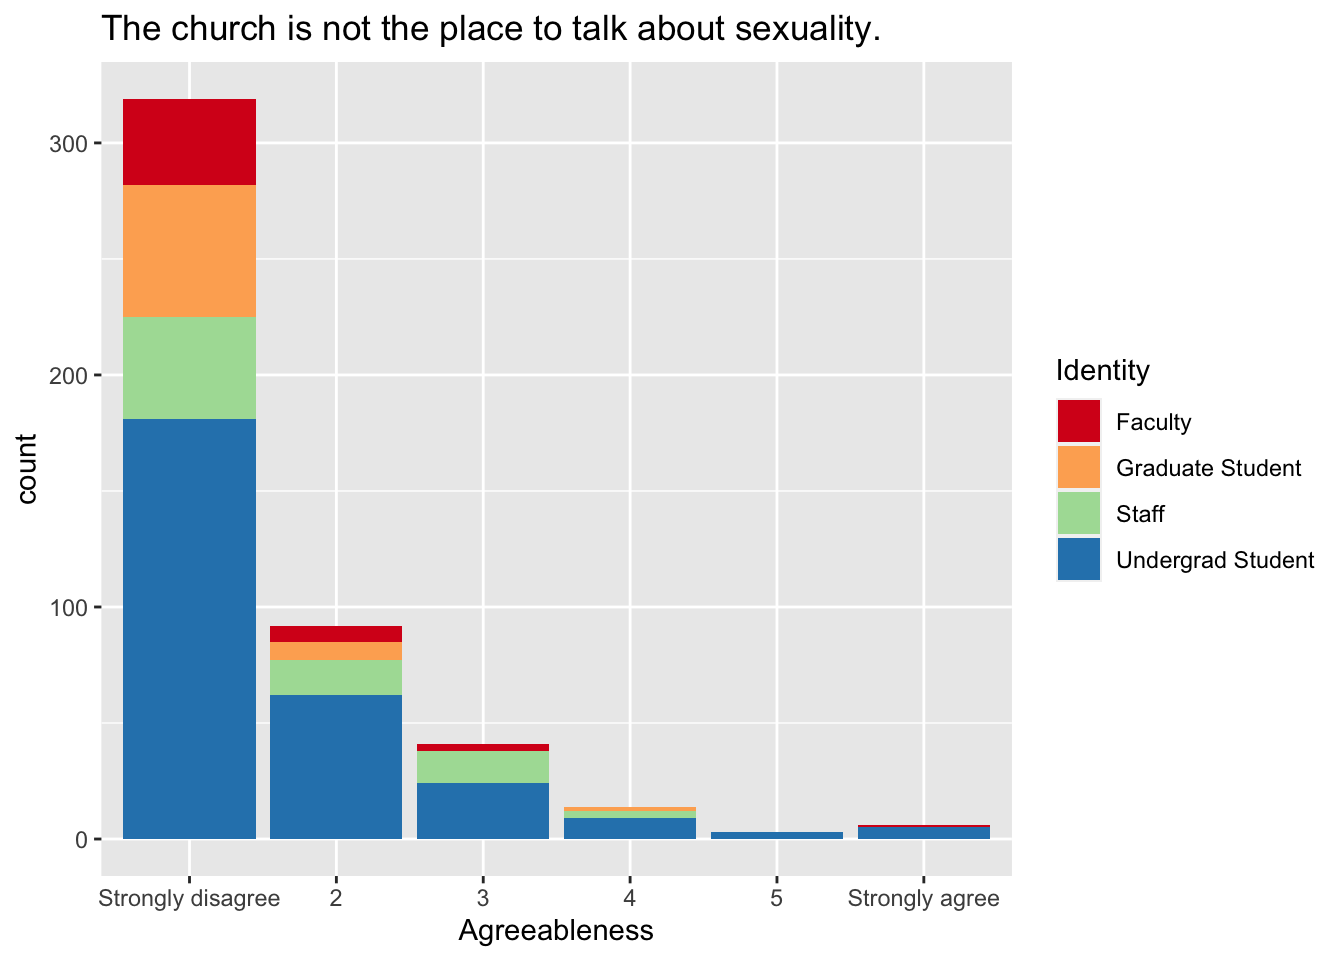 The church is not the place to talk about sexuality.
300
200
100
0
count
Strongly disagree 2 3 4 5 Strongly agree
Agreeableness
Identity
Faculty
Graduate Student
Staff
Undergrad Student